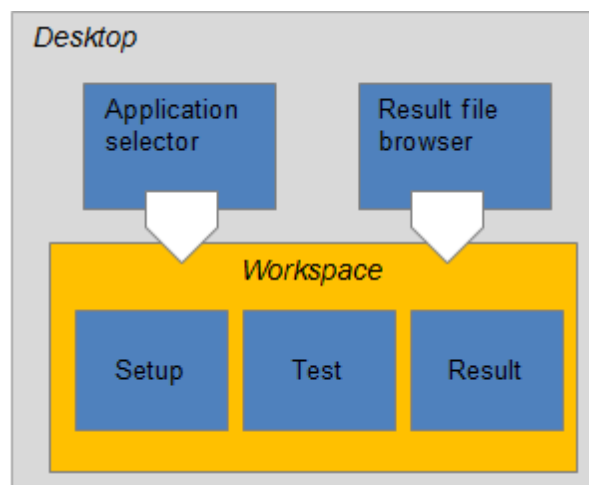 Desktop
Application
selector
Result file
browser
Workspace
Setup
Test
Result